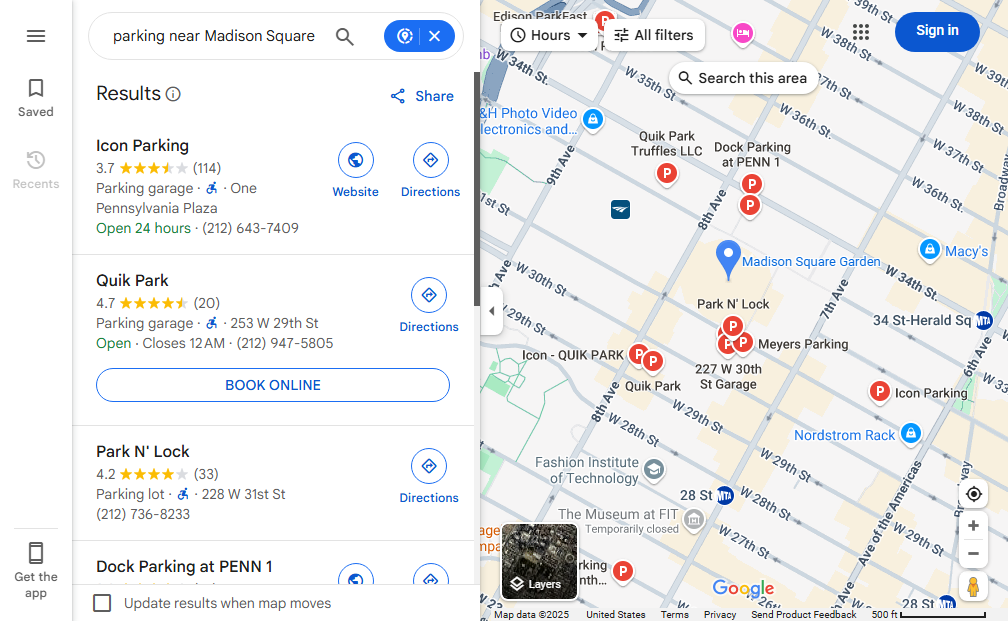 parking near Madison Square
Saved
Recents
Get the
app
Results
Share
Icon Parking
3.7 (114)
Parking garage · · One
Pennsylvania Plaza
Open 24 hours · (212) 643-7409
Website
Directions
Quik Park
4.7 (20)
Parking garage · · 253 W 29th St
Open · Closes 12 AM · (212) 947-5805
Directions
BOOK ONLINE
Park N' Lock
4.2 (33)
Parking lot · · 228 W 31st St
(212) 736-8233
Directions
Dock Parking at PENN 1
Update results when map moves
Edison ParkFast
Hours
All filters
Sign in
Search this area
W 34th St
W 35th St
W 36th St
W 37th St
W 38th St
W 39th
W 38th St
W 37th St
W 36th St
W 35th St
W 34th St
&H Photo Video
lectronics and...
9th Ave
Quik Park
Truffles LLC
Dock Parking
at PENN 1
8th Ave
1st St
Broadway
Macy's
Madison Square Garden
W 30th St
W 29th St
Park N' Lock
7th Ave
34 St-Herald Sq
MTA
Icon - QUIK PARK
Meyers Parking
227 W 30th
St Garage
Quik Park
6th Ave
Icon Parking
8th Ave
W 28th St
W 29th St
Nordstrom Rack
W 29th St
Fashion Institute
of Technology
28 St
MTA
W 28th St
Ave of the Americas
The Museum at FIT
Temporarily closed
W 27th St
Layers
Google
28 St
MTA
Map data ©2025
United States
Terms
Privacy
Send Product Feedback
500 ft